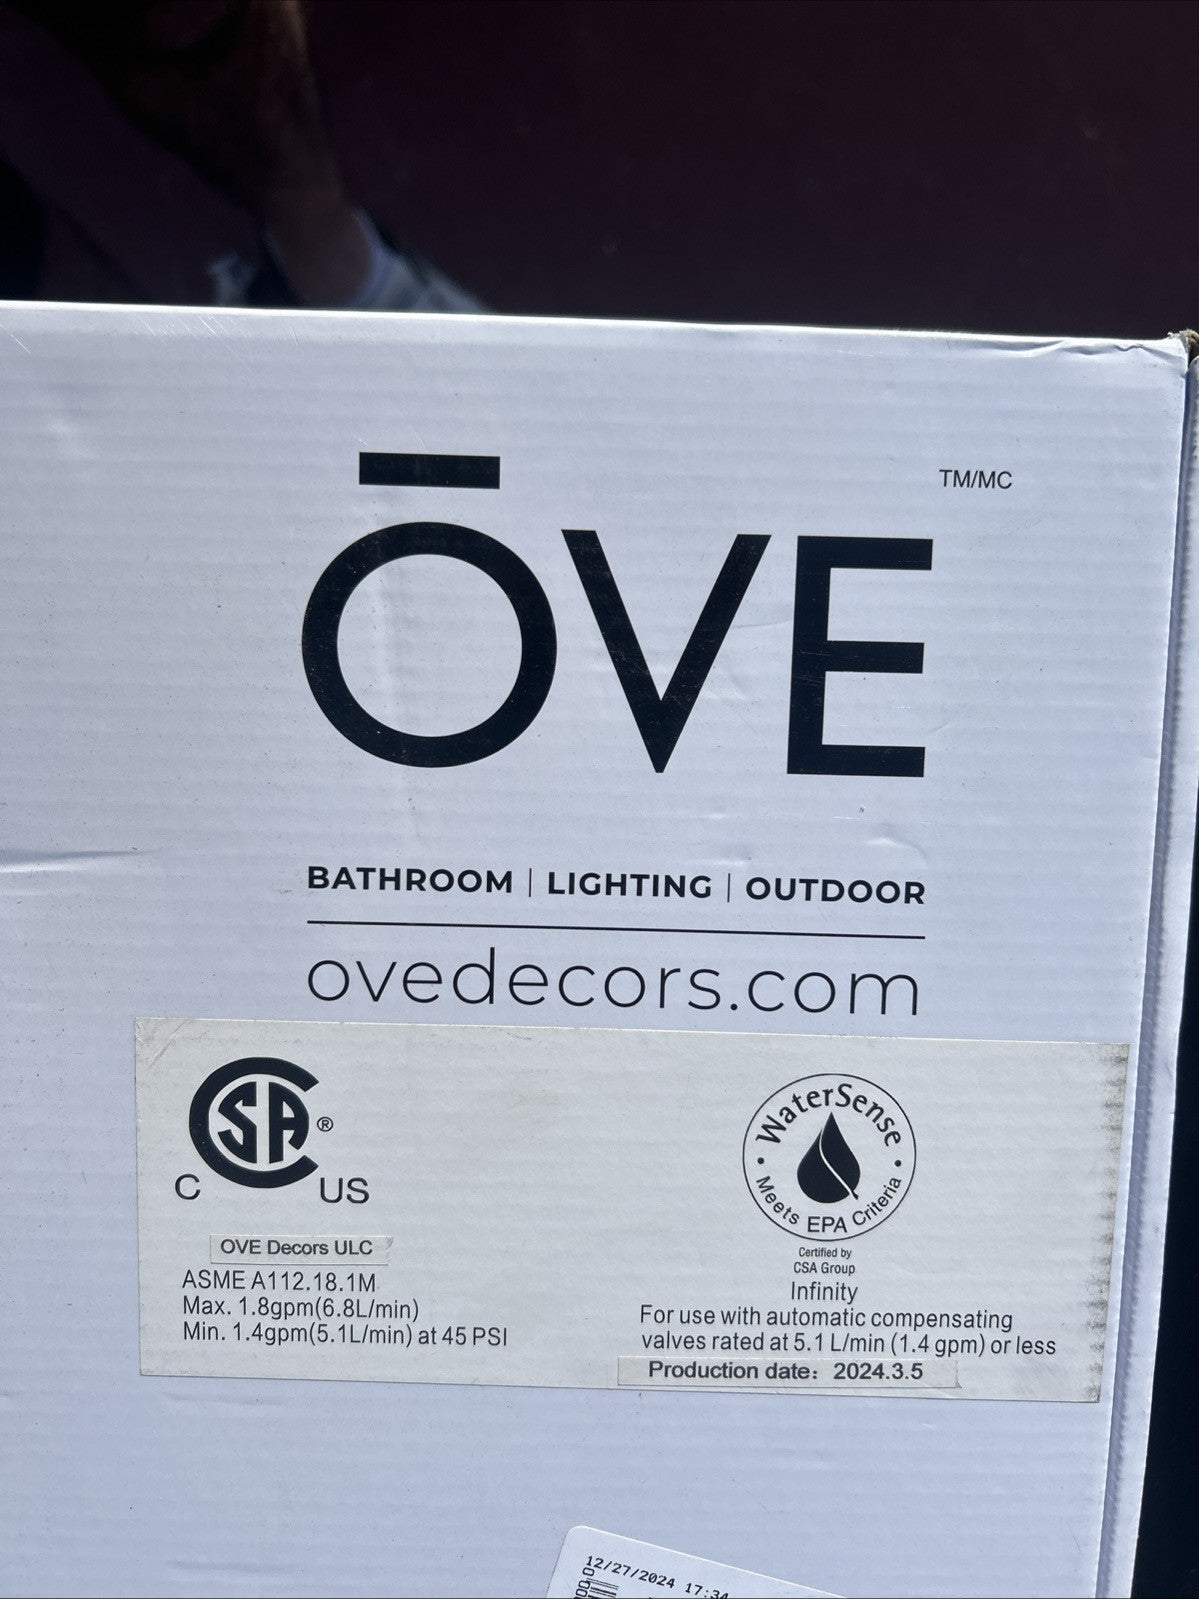 ŌVE TM/MC
BATHROOM | LIGHTING | OUTDOOR
ovedecors.com
CSA®
C US
OVE Decors ULC
ASME A112.18.1M
Max. 1.8gpm(6.8L/min)
Min. 1.4gpm(5.1L/min) at 45 PSI
WaterSense
• Meets EPA Criteria •
Certified by
CSA Group
Infinity
For use with automatic compensating
valves rated at 5.1 L/min (1.4 gpm) or less
Production date: 2024.3.5
12/27/2024 17:34